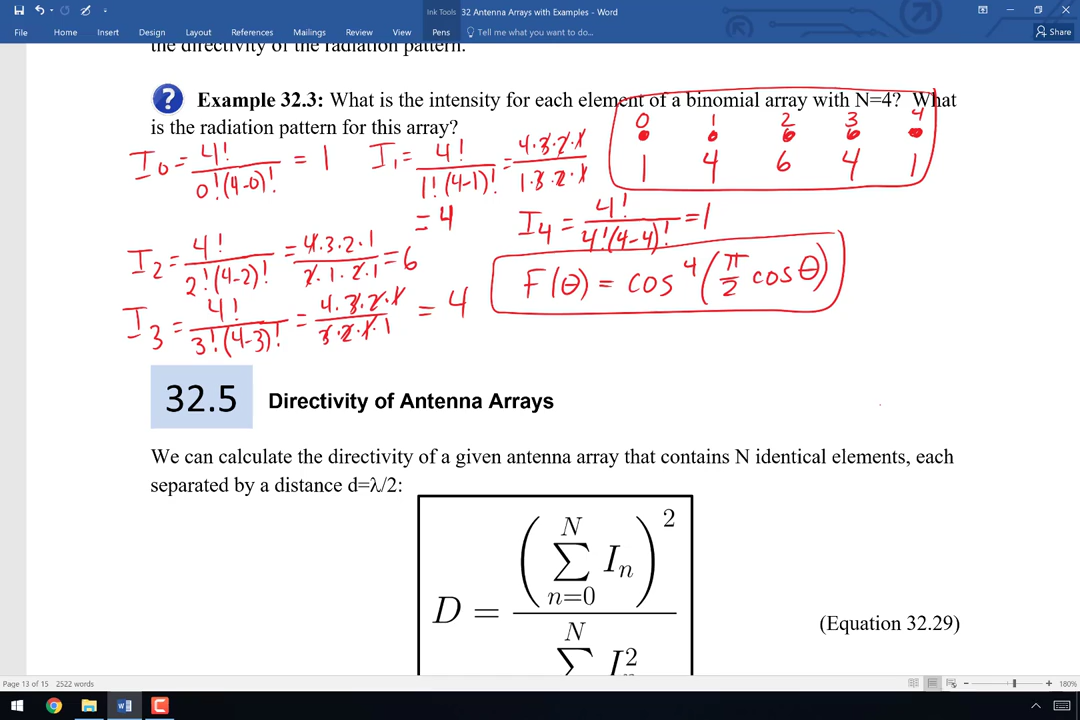 Ink Tools 32 Antenna Arrays with Examples - Word
File Home Insert Design Layout References Mailings Review View Pens Tell me what you want to do... Share
the directivity of the radiation pattern.
Example 32.3: What is the intensity for each element of a binomial array with N=4? What
is the radiation pattern for this array?
0 1 2 3 4
1 4 6 4 1
I₀ = 4!/(0!(4-0)!) = 1
I₁ = 4!/(1!(4-1)!) = (4·3·2·1)/(1·3·2·1)
= 4
I₂ = 4!/(2!(4-2)!) = (4·3·2·1)/(2·1·2·1) = 6
I₄ = 4!/(4!(4-4)!) = 1
I₃ = 4!/(3!(4-3)!) = (4·3·2·1)/(3·2·1·1) = 4
F(θ) = cos⁴(π/2 cosθ)
32.5 Directivity of Antenna Arrays
We can calculate the directivity of a given antenna array that contains N identical elements, each
separated by a distance d=λ/2:
D = (∑ₙ₌₀ᴺ Iₙ)² / ∑ᴺ I²ₙ
(Equation 32.29)
Page 13 of 15 2522 words 180%